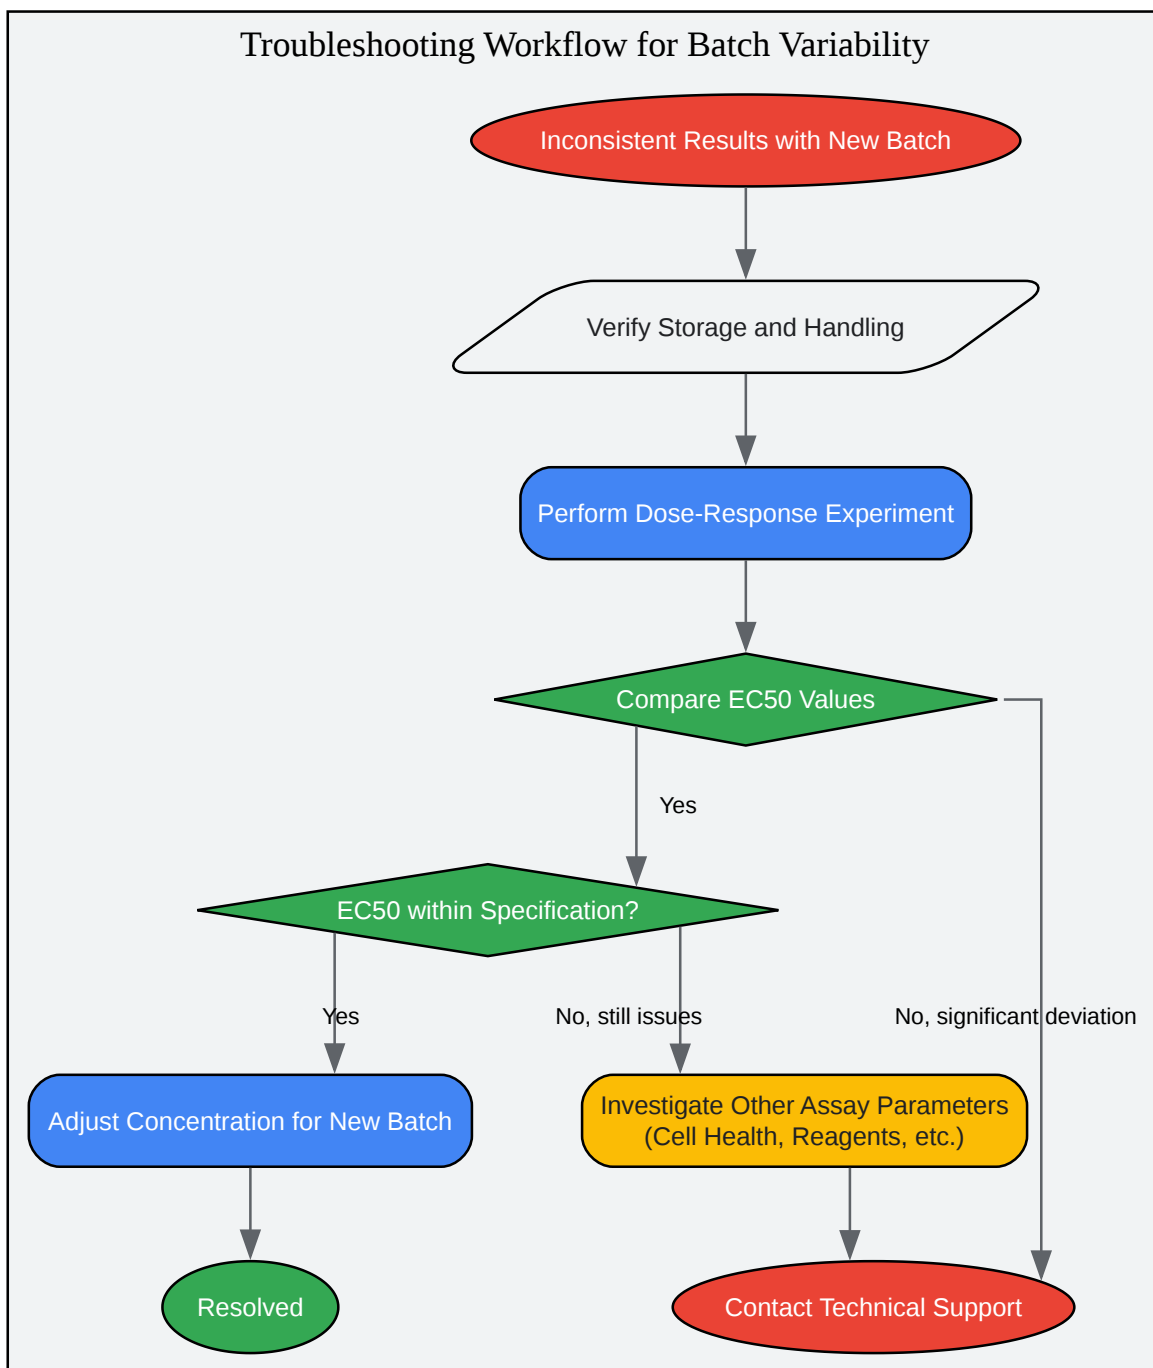 Troubleshooting Workflow for Batch Variability
Inconsistent Results with New Batch
Verify Storage and Handling
Perform Dose-Response Experiment
Compare EC50 Values
Yes
EC50 within Specification?
Yes
No, still issues
No, significant deviation
Adjust Concentration for New Batch
Investigate Other Assay Parameters
(Cell Health, Reagents, etc.)
Resolved
Contact Technical Support